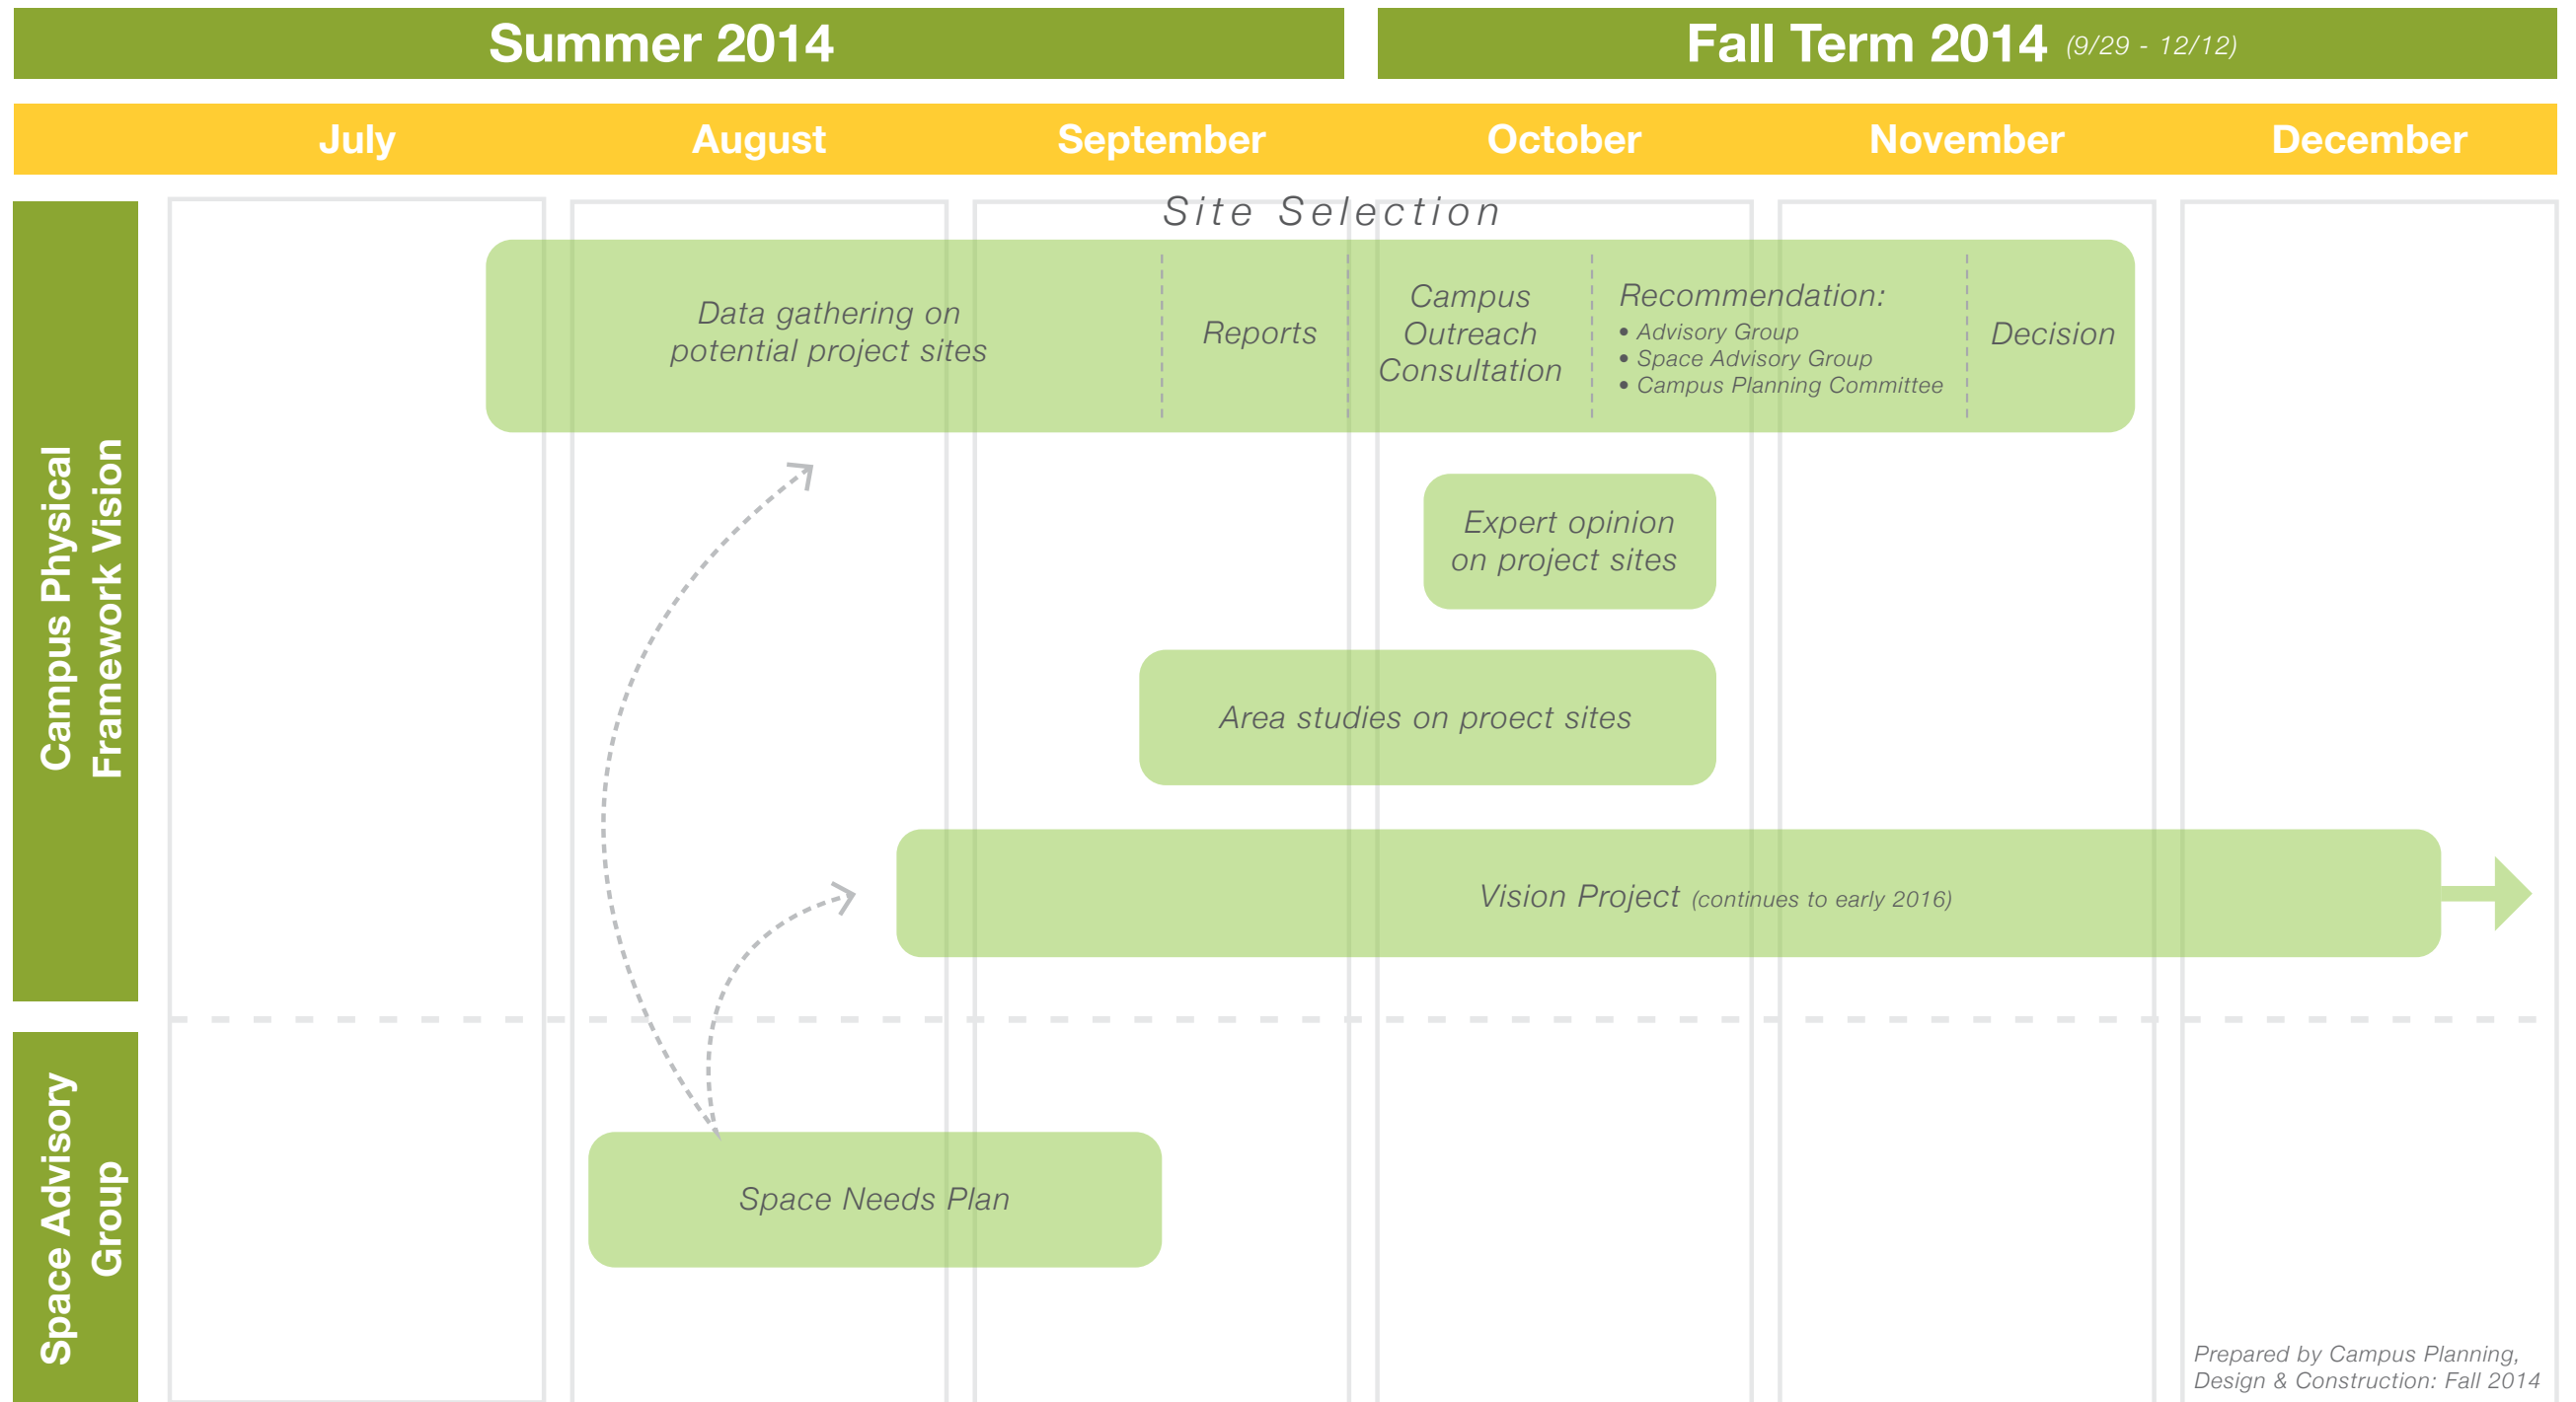 Summer 2014
Fall Term 2014 (9/29 - 12/12)
July
August
September
October
November
December
Campus Physical
Framework Vision
Site Selection
Data gathering on
potential project sites
Reports
Campus
Outreach
Consultation
Recommendation:
• Advisory Group
• Space Advisory Group
• Campus Planning Committee
Decision
Expert opinion
on project sites
Area studies on proect sites
Vision Project (continues to early 2016)
Space Advisory
Group
Space Needs Plan
Prepared by Campus Planning,
Design & Construction: Fall 2014